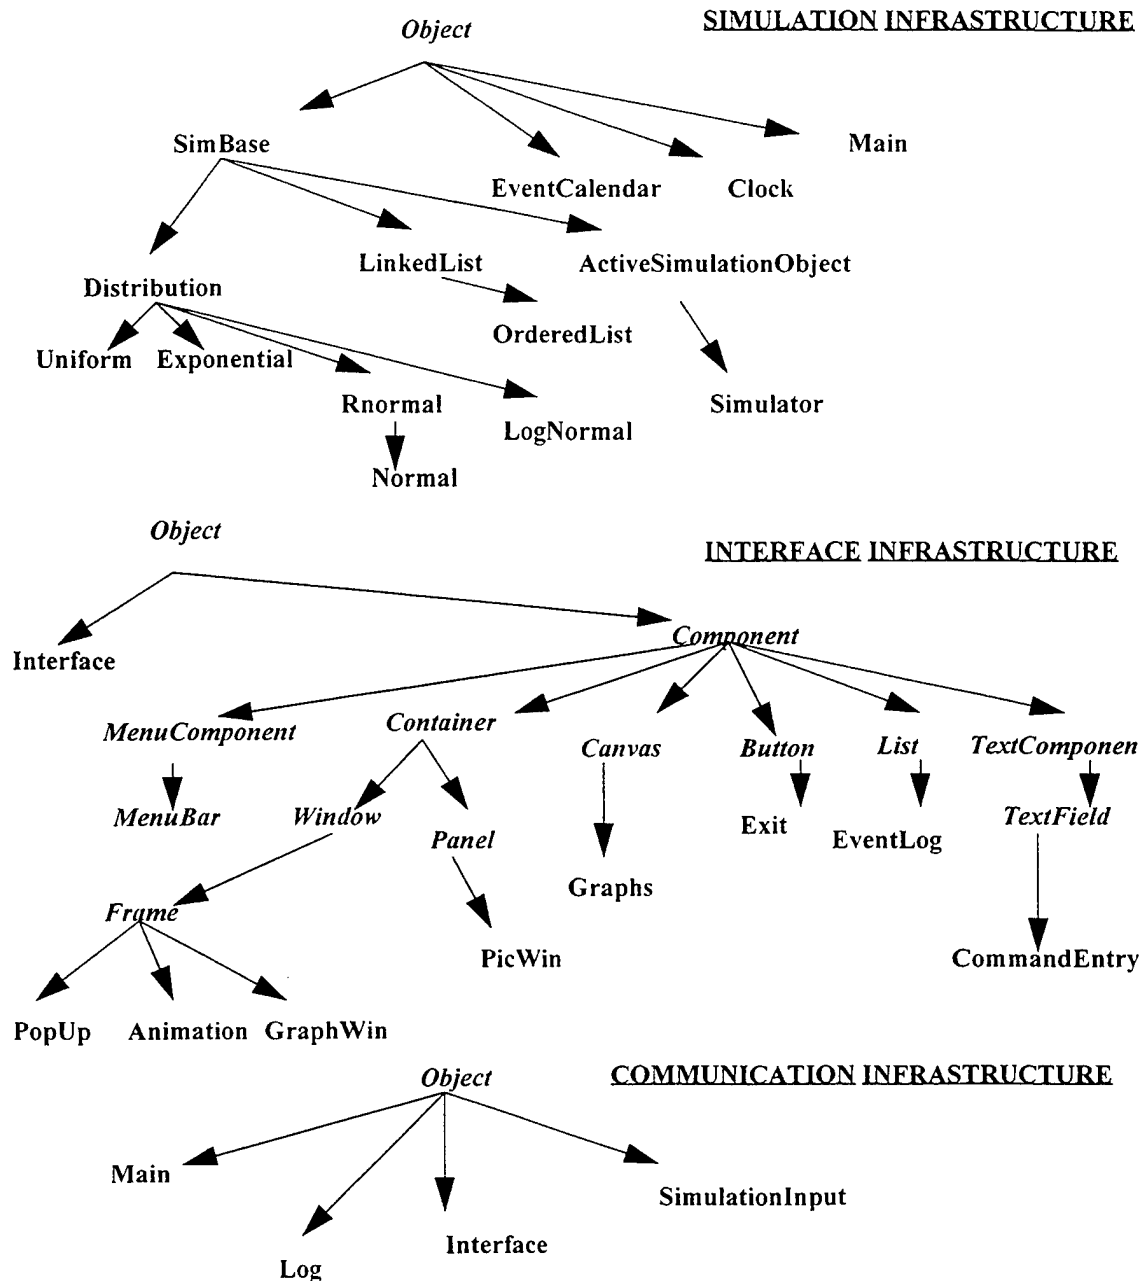 Object
SIMULATION INFRASTRUCTURE
SimBase
Main
EventCalendar
Clock
LinkedList
ActiveSimulationObject
Distribution
OrderedList
Uniform
Exponential
Rnormal
Simulator
LogNormal
Normal
Object
INTERFACE INFRASTRUCTURE
Component
Interface
MenuComponent
Container
Canvas
Button
List
TextComponen
MenuBar
Window
Panel
Exit
EventLog
TextField
Graphs
Frame
PicWin
CommandEntry
PopUp
Animation
GraphWin
Object
COMMUNICATION INFRASTRUCTURE
Main
SimulationInput
Interface
Log